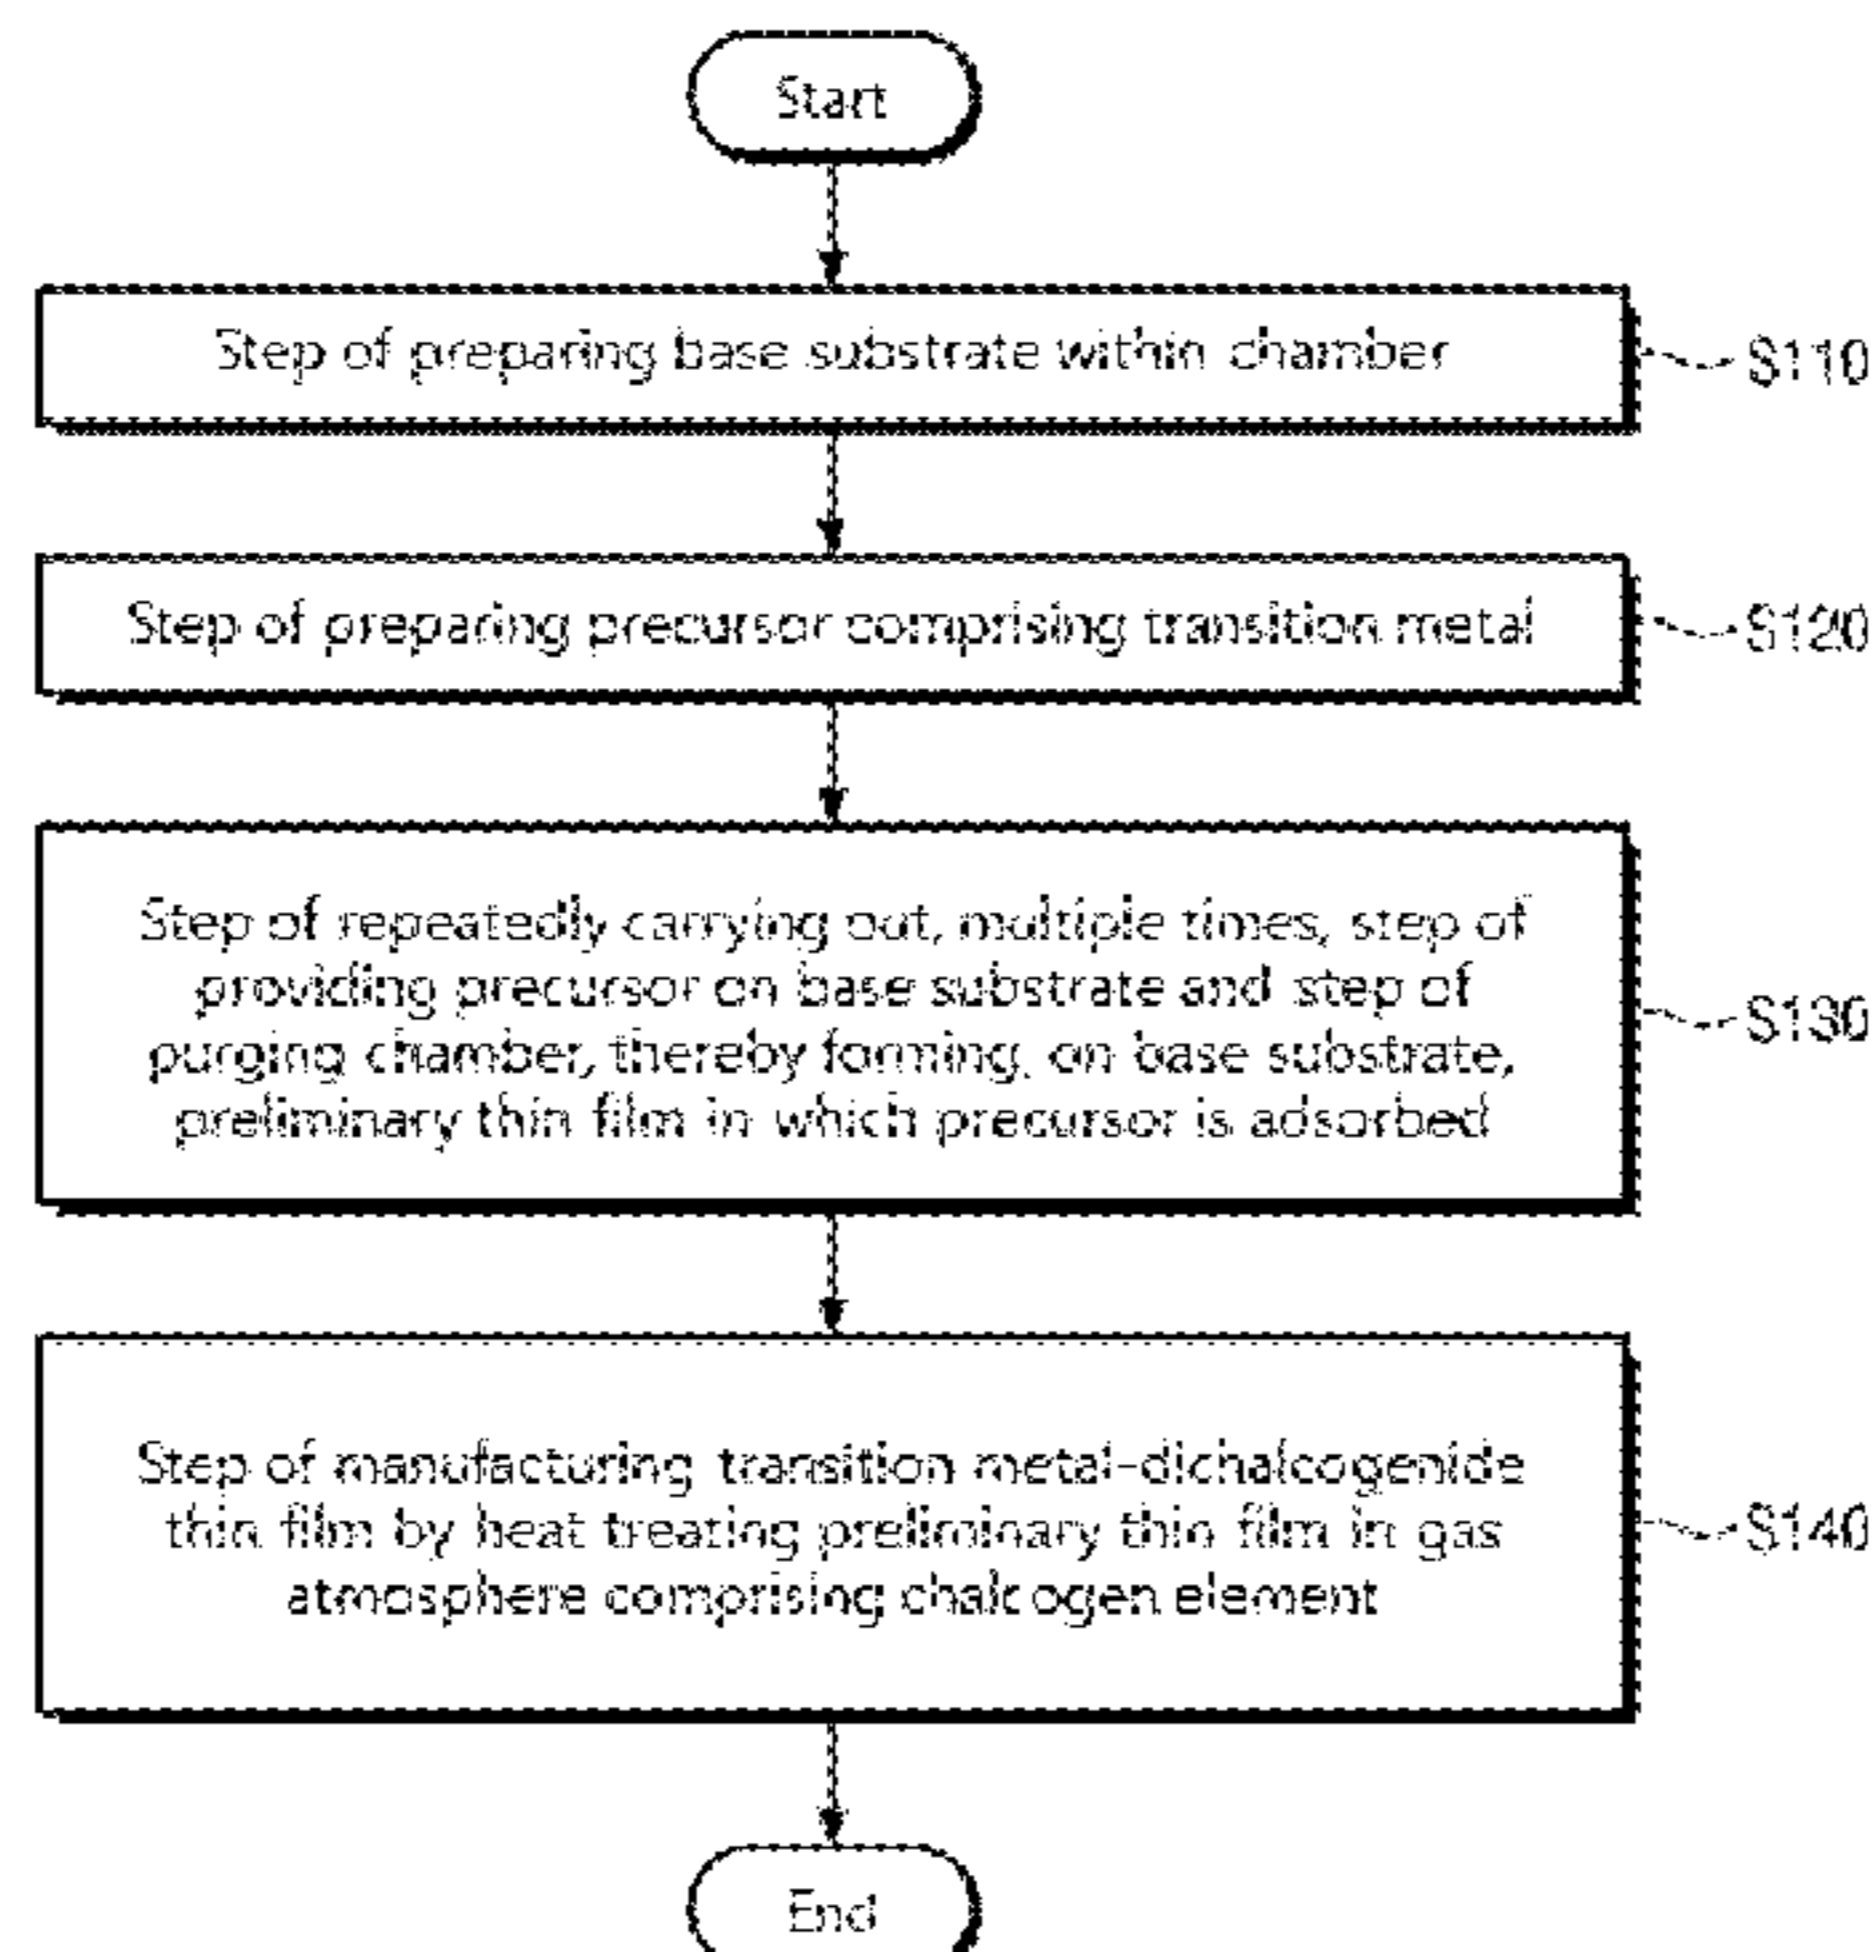 Start
Step of preparing base substrate within chamber
S110
Step of preparing precursor comprising transition metal
S120
Step of repeatedly carrying out, multiple times, step of
providing precursor on base substrate and step of
purging chamber, thereby forming, on base substrate,
preliminary thin film in which precursor is adsorbed
S130
Step of manufacturing transition metal-dichalcogenide
thin film by heat treating preliminary thin film in gas
atmosphere comprising chalcogen element
S140
End